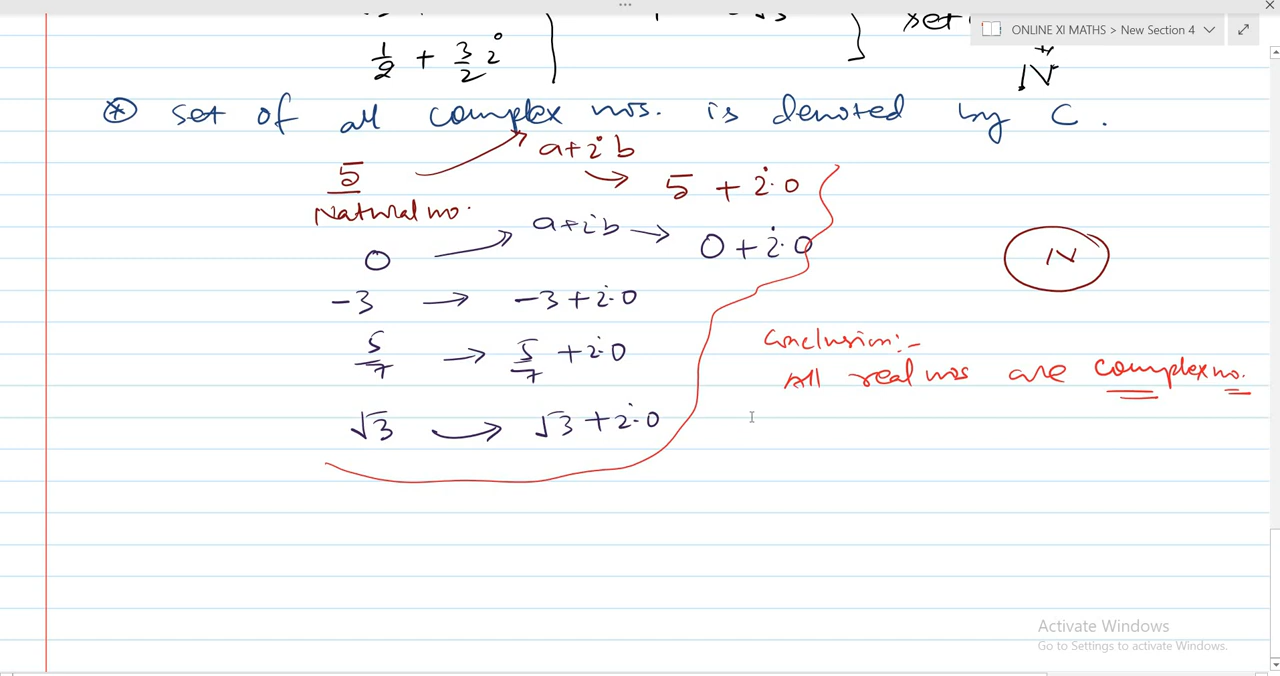 set
ONLINE XI MATHS > New Section 4
1/2 + 3/2 i
N
* set of all complex nos. is denoted by C.
5 → a+ib → 5 + i·0
Natural no.
0 → a+ib → 0 + i·0
N
-3 → -3 + i·0
5/7 → 5/7 + i·0
Conclusion:-
All real nos are complex no.
√3 → √3 + i·0
Activate Windows
Go to Settings to activate Windows.